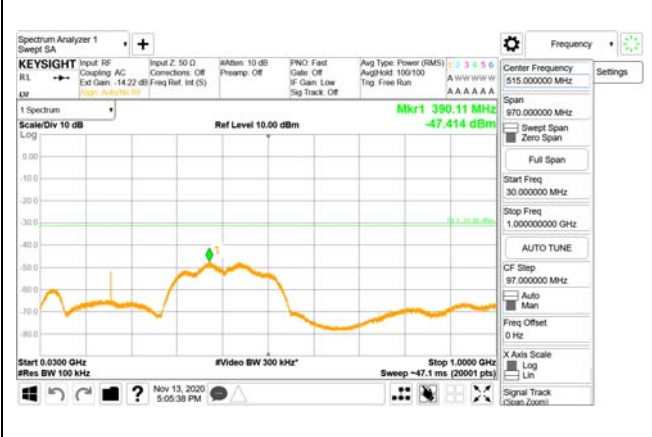 Spectrum Analyzer 1
Swept SA
Frequency
KEYSIGHT
RL
Input: RF
Coupling: AC
Ext Gain: -14.22 dB
Align: Auto/No RF
Input Z: 50 Ω
Corrections: Off
Freq Ref: Int (S)
#Atten: 10 dB
Preamp: Off
PNO: Fast
Gate: Off
IF Gain: Low
Sig Track: Off
Avg Type: Power (RMS)
Avg|Hold: 100/100
Trig: Free Run
1 2 3 4 5 6
A W W W W W
A A A A A A
1 Spectrum
Scale/Div 10 dB
Ref Level 10.00 dBm
Mkr1 390.11 MHz
-47.414 dBm
Log
0.00
-10.0
-20.0
-30.0
-40.0
-50.0
-60.0
-70.0
-80.0
1
Start 0.0300 GHz
#Res BW 100 kHz
#Video BW 300 kHz*
Stop 1.0000 GHz
Sweep ~47.1 ms (20001 pts)
Nov 13, 2020
5:05:38 PM
Center Frequency
515.000000 MHz
Settings
Span
970.000000 MHz
Swept Span
Zero Span
Full Span
Start Freq
30.000000 MHz
Stop Freq
1.000000000 GHz
AUTO TUNE
CF Step
97.000000 MHz
Auto
Man
Freq Offset
0 Hz
X Axis Scale
Log
Lin
Signal Track
(Span Zoom)